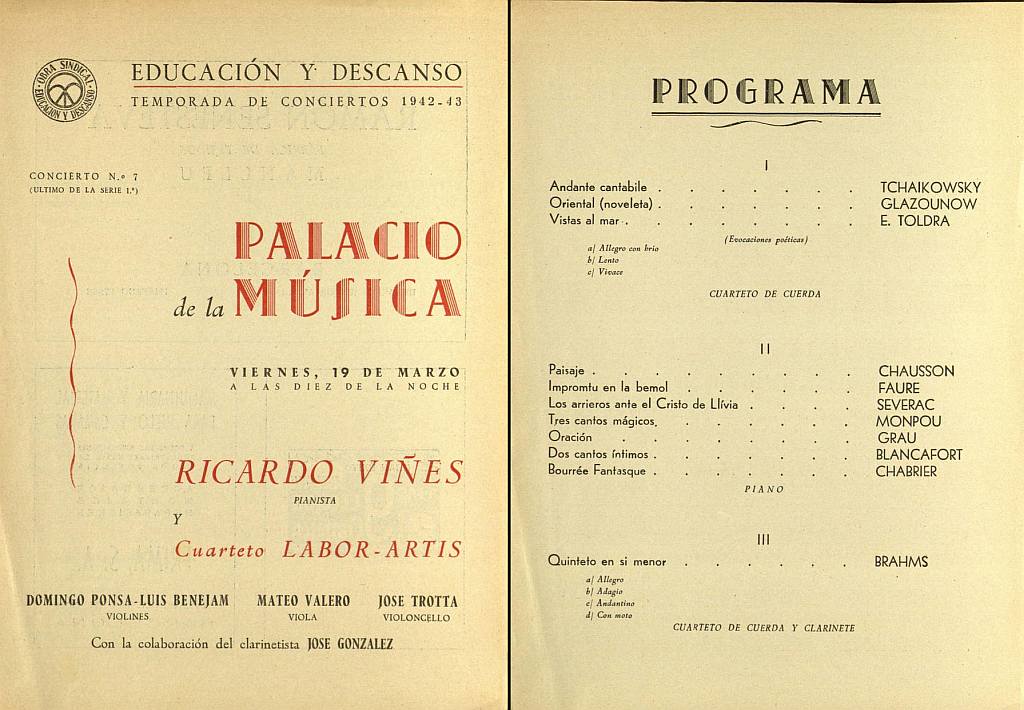 OBRA SINDICAL
EDUCACIÓN Y DESCANSO
EDUCACIÓN Y DESCANSO
TEMPORADA DE CONCIERTOS 1942-43
CONCIERTO N.º 7
(ULTIMO DE LA SERIE 1.ª)
PALACIO
de la MÚSICA
VIERNES, 19 DE MARZO
A LAS DIEZ DE LA NOCHE
RICARDO VIÑES
PIANISTA
Y
Cuarteto LABOR-ARTIS
DOMINGO PONSA-LUIS BENEJAM MATEO VALERO JOSE TROTTA
VIOLINES VIOLA VIOLONCELLO
Con la colaboración del clarinetista JOSE GONZALEZ
PROGRAMA
I
Andante cantabile . . . . . . . TCHAIKOWSKY
Oriental (noveleta) . . . . . . . GLAZOUNOW
Vistas al mar . . . . . . . . E. TOLDRA
(Evocaciones poéticas)
a) Allegro con brio
b) Lento
c) Vivace
CUARTETO DE CUERDA
II
Paisaje . . . . . . . . . CHAUSSON
Impromtu en la bemol . . . . . . FAURE
Los arrieros ante el Cristo de Llívia . . . . SEVERAC
Tres cantos mágicos. . . . . . . MONPOU
Oración . . . . . . . . GRAU
Dos cantos íntimos . . . . . . . BLANCAFORT
Bourrée Fantasque . . . . . . . CHABRIER
PIANO
III
Quinteto en si menor . . . . . . BRAHMS
a) Allegro
b) Adagio
c) Andantino
d) Con moto
CUARTETO DE CUERDA Y CLARINETE